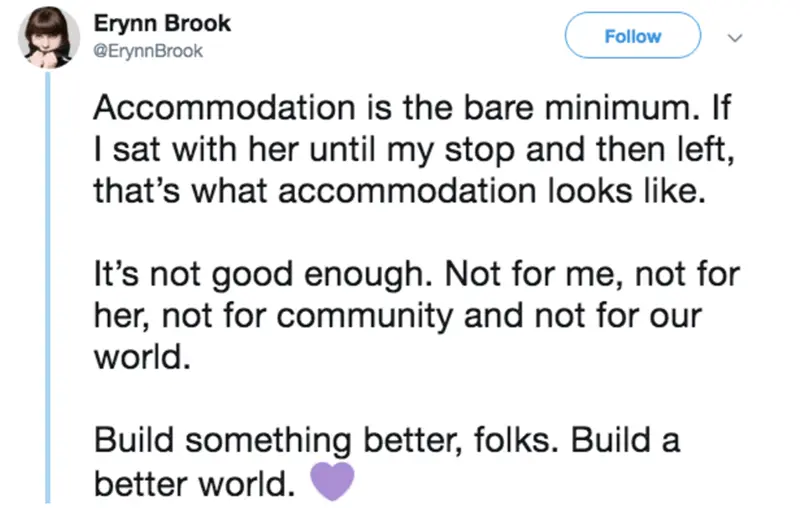 Erynn Brook
@ErynnBrook
Follow
Accommodation is the bare minimum. If
I sat with her until my stop and then left,
that’s what accommodation looks like.
It’s not good enough. Not for me, not for
her, not for community and not for our
world.
Build something better, folks. Build a
better world. 💜